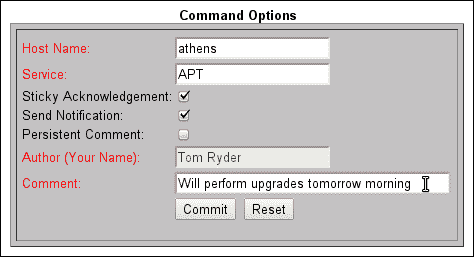 Command Options
Host Name: athens
Service: APT
Sticky Acknowledgement:
Send Notification:
Persistent Comment:
Author (Your Name): Tom Ryder
Comment: Will perform upgrades tomorrow morning
Commit Reset